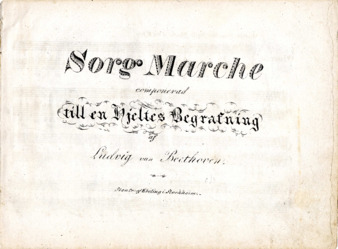 Sorg Marche
componerad
till en Hjeltes Begrafning
af
Ludvig van Beethoven.